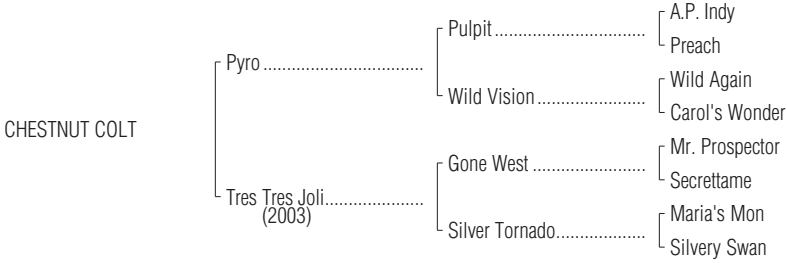 A.P. Indy
Pulpit................................
Preach
Pyro ..................................
Wild Again
Wild Vision.......................
Carol's Wonder
CHESTNUT COLT
Mr. Prospector
Gone West ........................
Secrettame
Tres Tres Joli.....................
(2003)
Maria's Mon
Silver Tornado...................
Silvery Swan